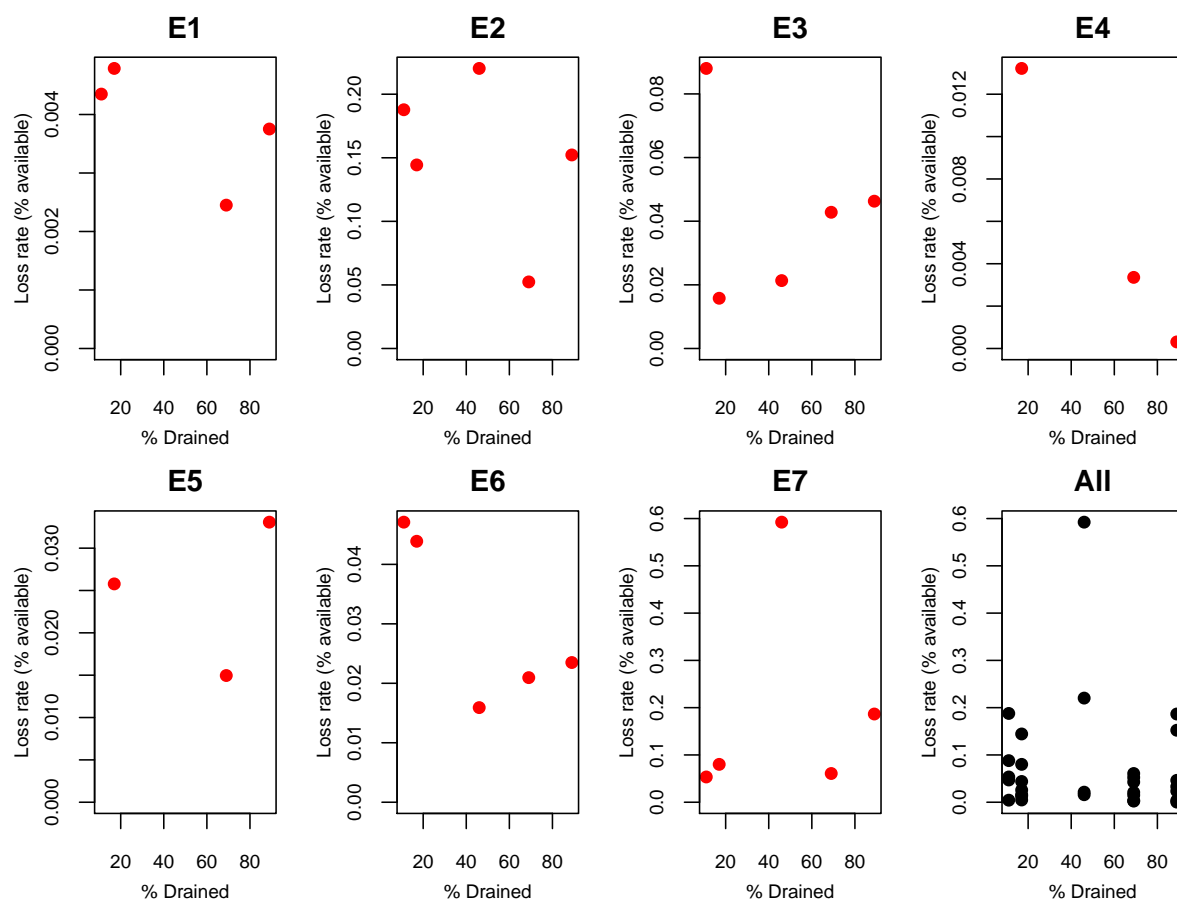 E1
Loss rate (% available)
0.004
0.002
0.000
20 40 60 80
% Drained
E2
Loss rate (% available)
0.20
0.15
0.10
0.05
0.00
20 40 60 80
% Drained
E3
Loss rate (% available)
0.08
0.06
0.04
0.02
0.00
20 40 60 80
% Drained
E4
Loss rate (% available)
0.012
0.008
0.004
0.000
20 40 60 80
% Drained
E5
Loss rate (% available)
0.030
0.020
0.010
0.000
20 40 60 80
% Drained
E6
Loss rate (% available)
0.04
0.03
0.02
0.01
0.00
20 40 60 80
% Drained
E7
Loss rate (% available)
0.6
0.5
0.4
0.3
0.2
0.1
0.0
20 40 60 80
% Drained
All
Loss rate (% available)
0.6
0.5
0.4
0.3
0.2
0.1
0.0
20 40 60 80
% Drained